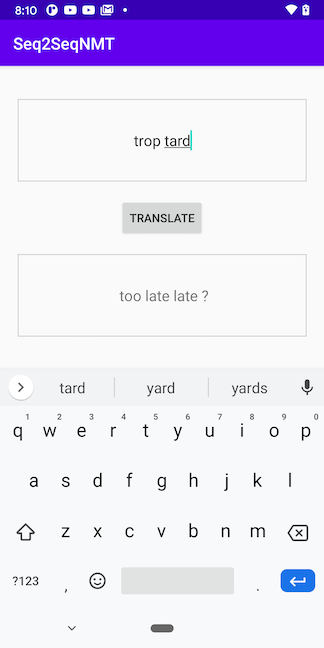 8:10
Seq2SeqNMT
trop tard
TRANSLATE
too late late ?
tard yard yards
1 2 3 4 5 6 7 8 9 0
q w e r t y u i o p
a s d f g h j k l
z x c v b n m
?123 , .